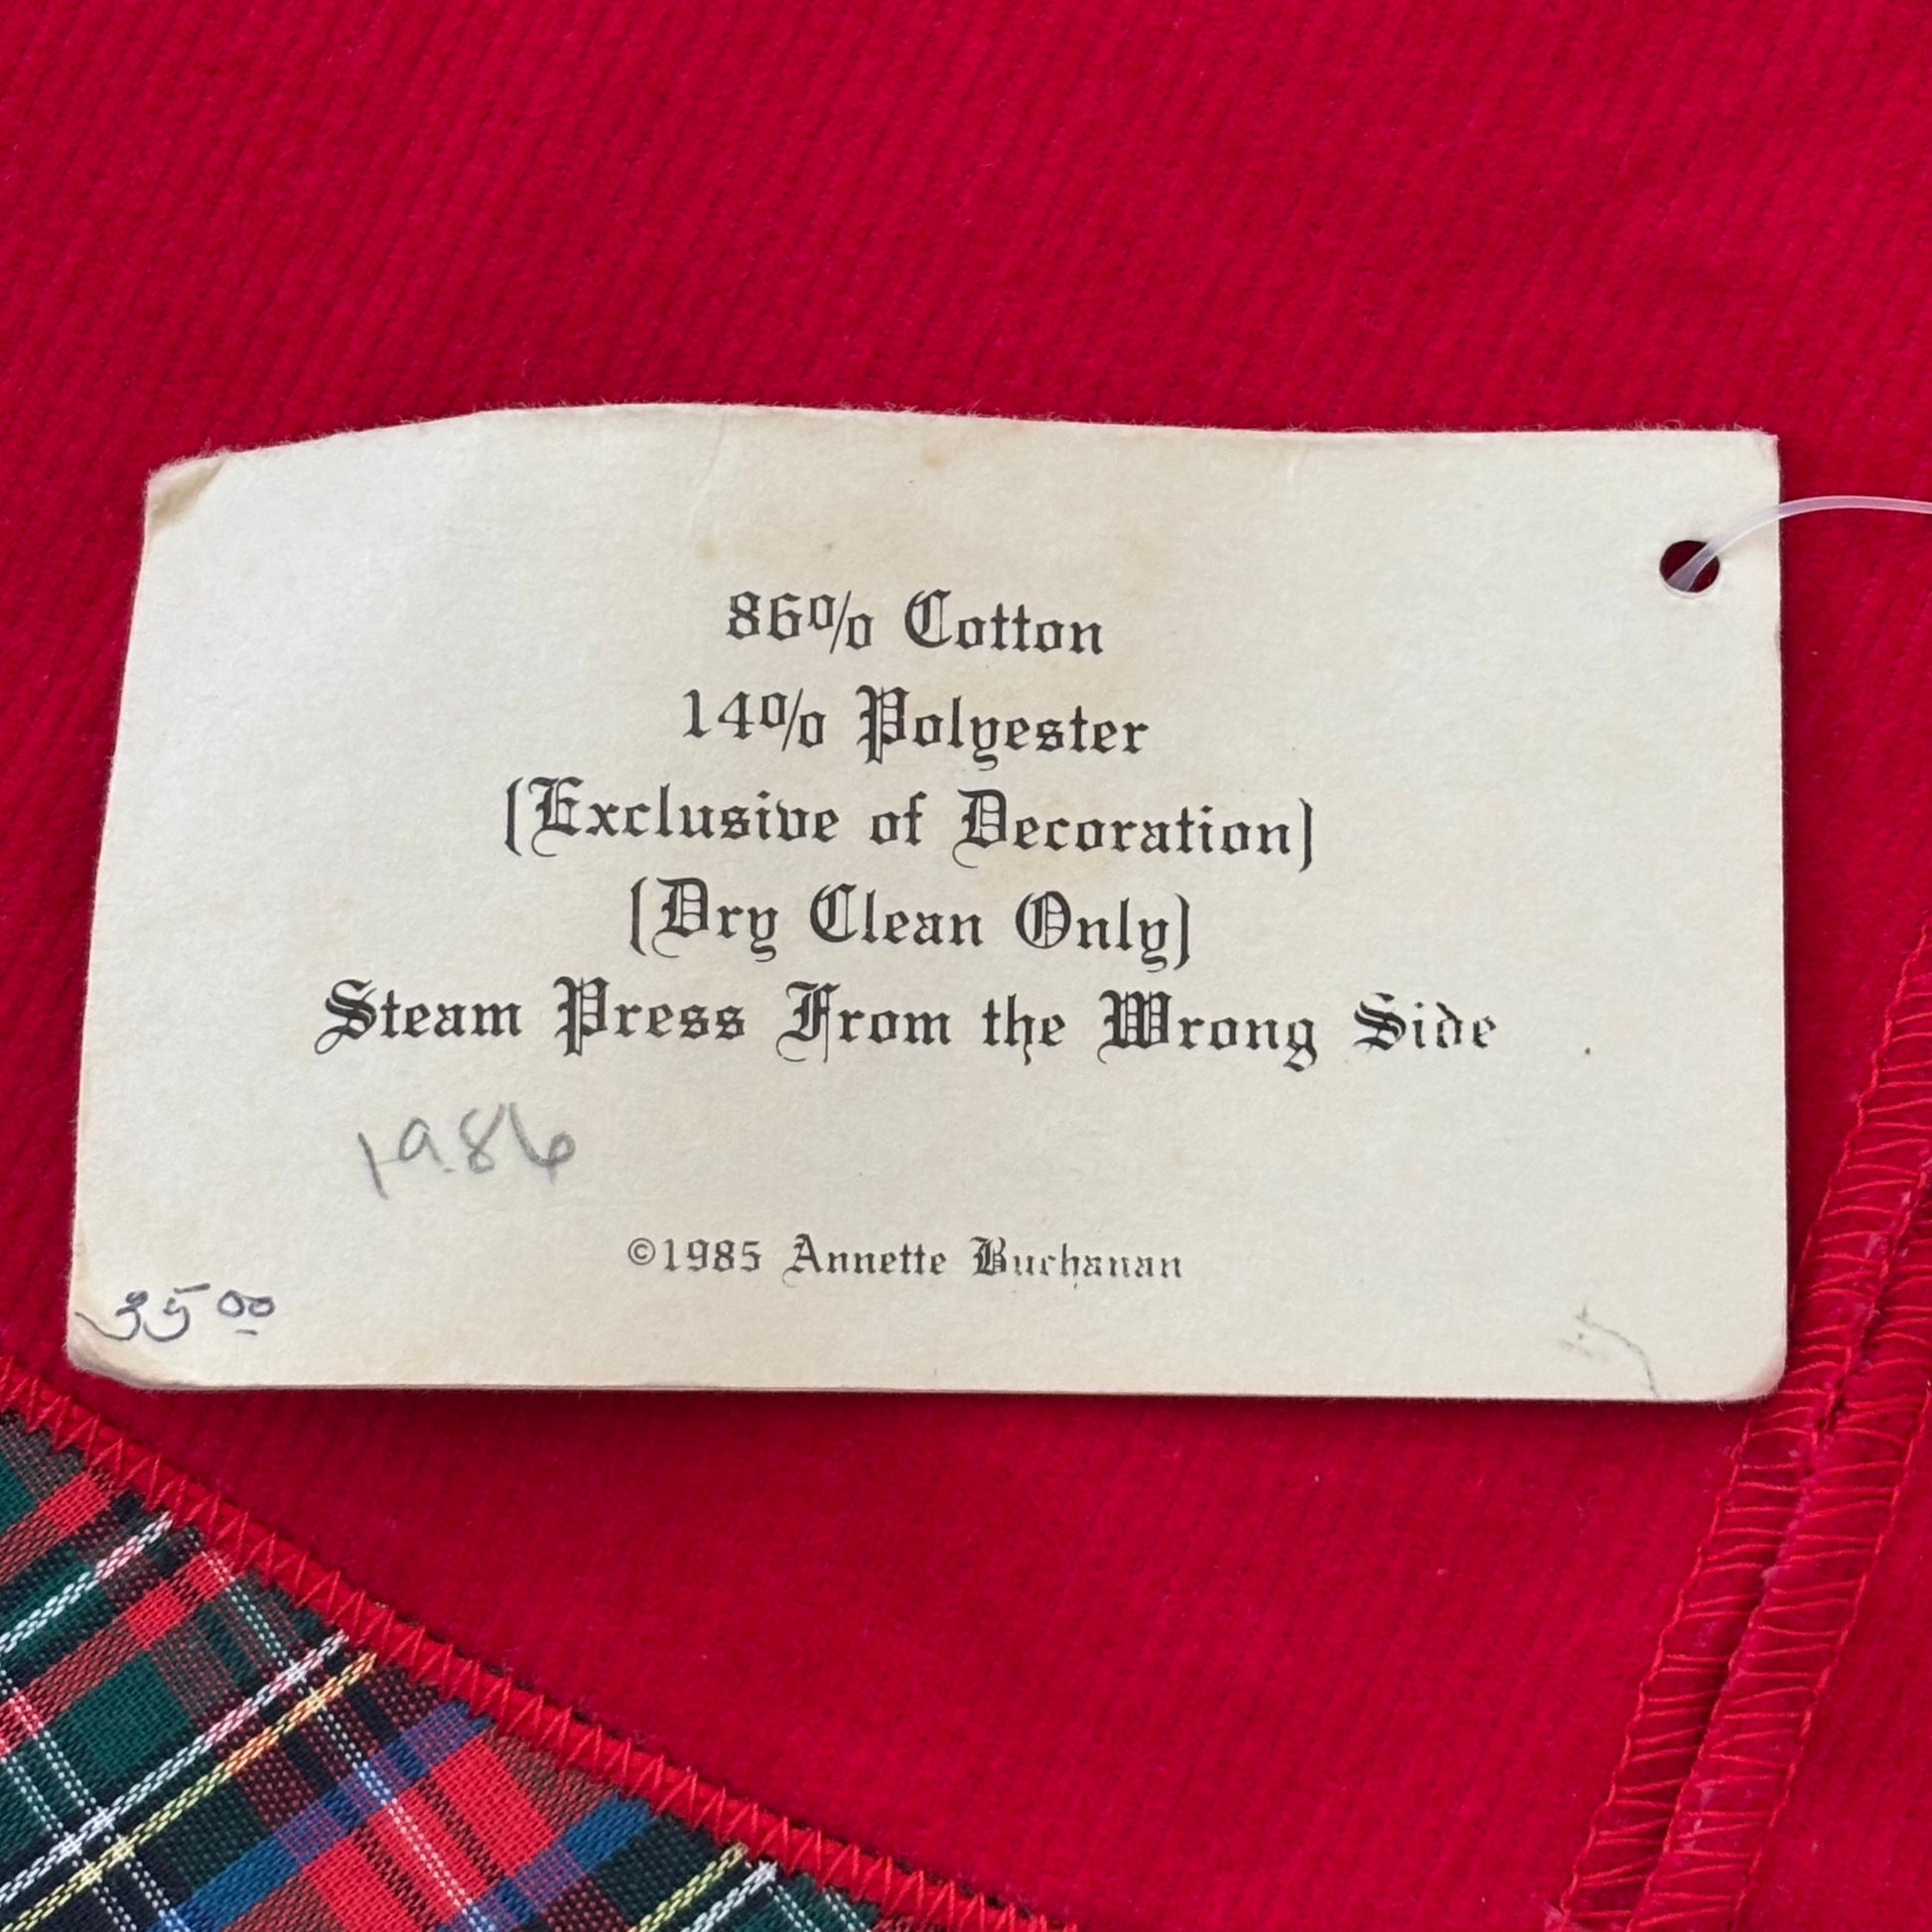 86% Cotton
14% Polyester
(Exclusive of Decoration)
(Dry Clean Only)
Steam Press From the Wrong Side
1986
©1985 Annette Buchanan
35 00